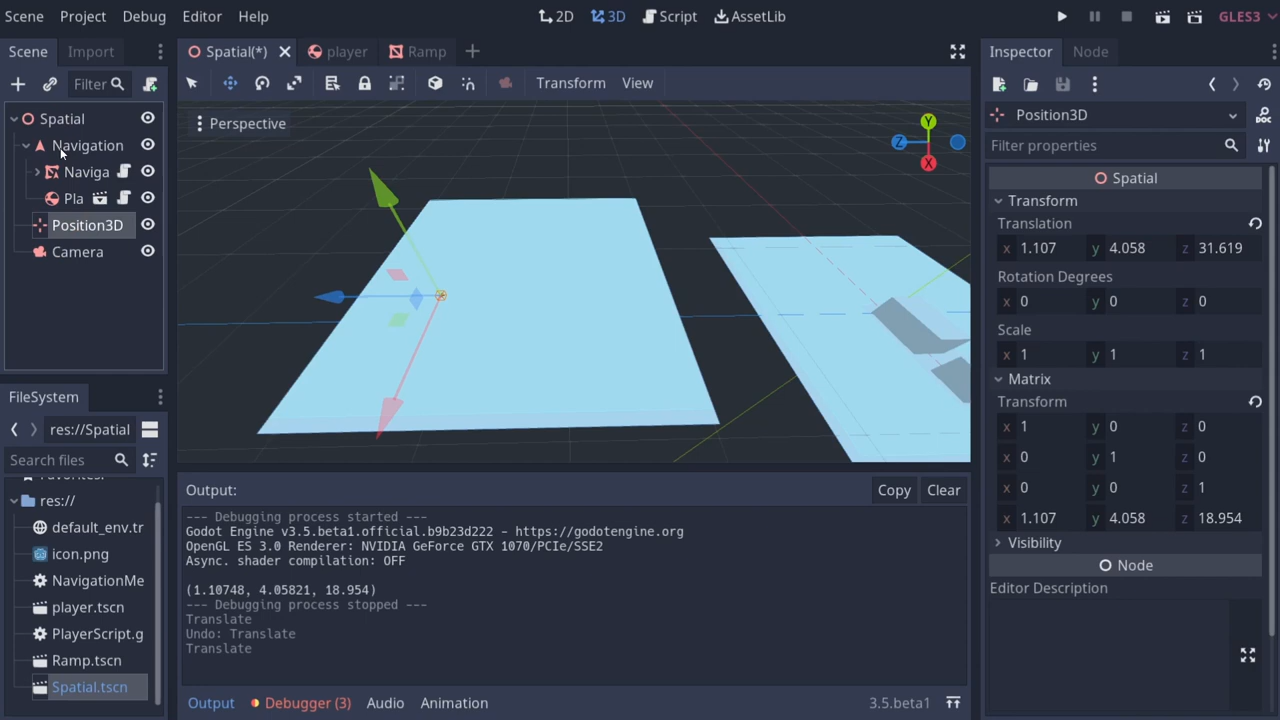 Scene Project Debug Editor Help
2D 3D Script AssetLib
GLES3
Scene Import
Filter
Spatial
Navigation
Naviga
Pla
Position3D
Camera
FileSystem
res://Spatial
Search files
Favorites:
res://
default_env.tr
icon.png
NavigationMe
player.tscn
PlayerScript.g
Ramp.tscn
Spatial.tscn
Spatial(*) player Ramp
Transform View
Perspective
Y
Z
X
Output:
Copy Clear
--- Debugging process started ---
Godot Engine v3.5.beta1.official.b9b23d222 - https://godotengine.org
OpenGL ES 3.0 Renderer: NVIDIA GeForce GTX 1070/PCIe/SSE2
Async. shader compilation: OFF
(1.10748, 4.05821, 18.954)
--- Debugging process stopped ---
Translate
Undo: Translate
Translate
Output Debugger (3) Audio Animation 3.5.beta1
Inspector Node
Position3D
Filter properties
Spatial
Transform
Translation
x 1.107 y 4.058 z 31.619
Rotation Degrees
x 0 y 0 z 0
Scale
x 1 y 1 z 1
Matrix
Transform
x 1 y 0 z 0
x 0 y 1 z 0
x 0 y 0 z 1
x 1.107 y 4.058 z 18.954
Visibility
Node
Editor Description